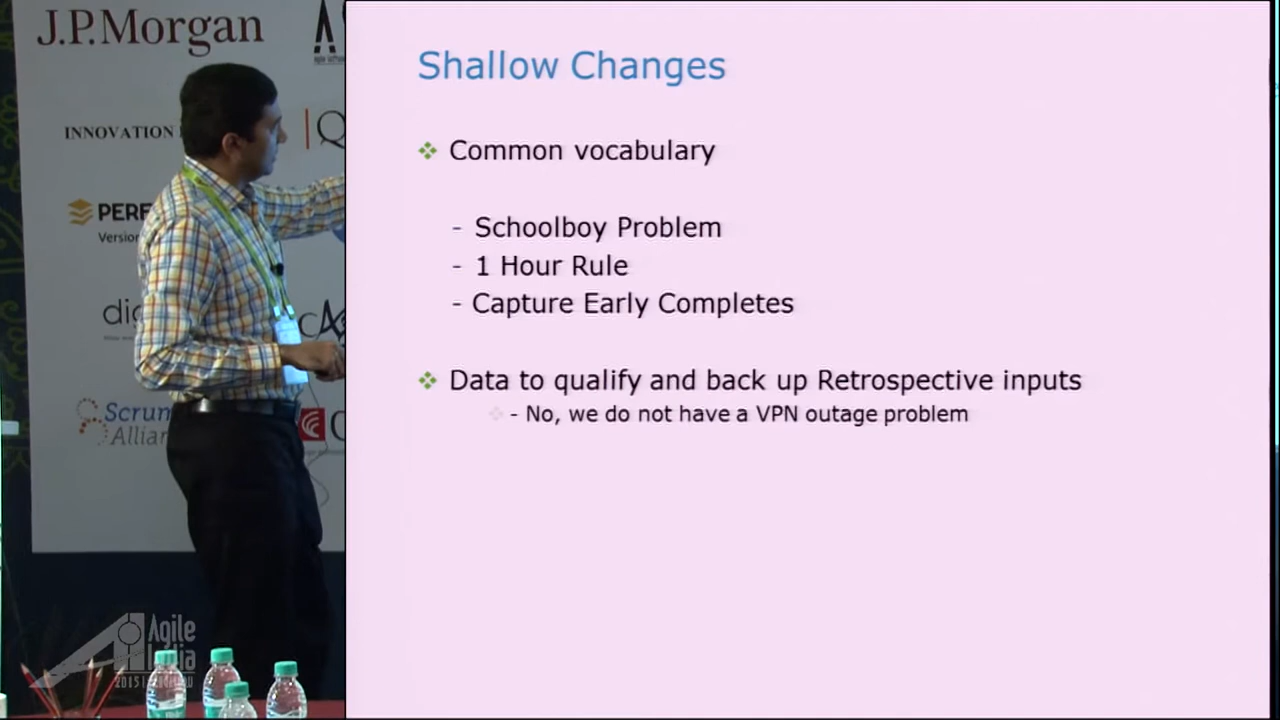 J.P.Morgan
INNOVATION
PERF
Version
Scrum
Alliance
Agile
India
2015
Shallow Changes
Common vocabulary
- Schoolboy Problem
- 1 Hour Rule
- Capture Early Completes
Data to qualify and back up Retrospective inputs
- No, we do not have a VPN outage problem